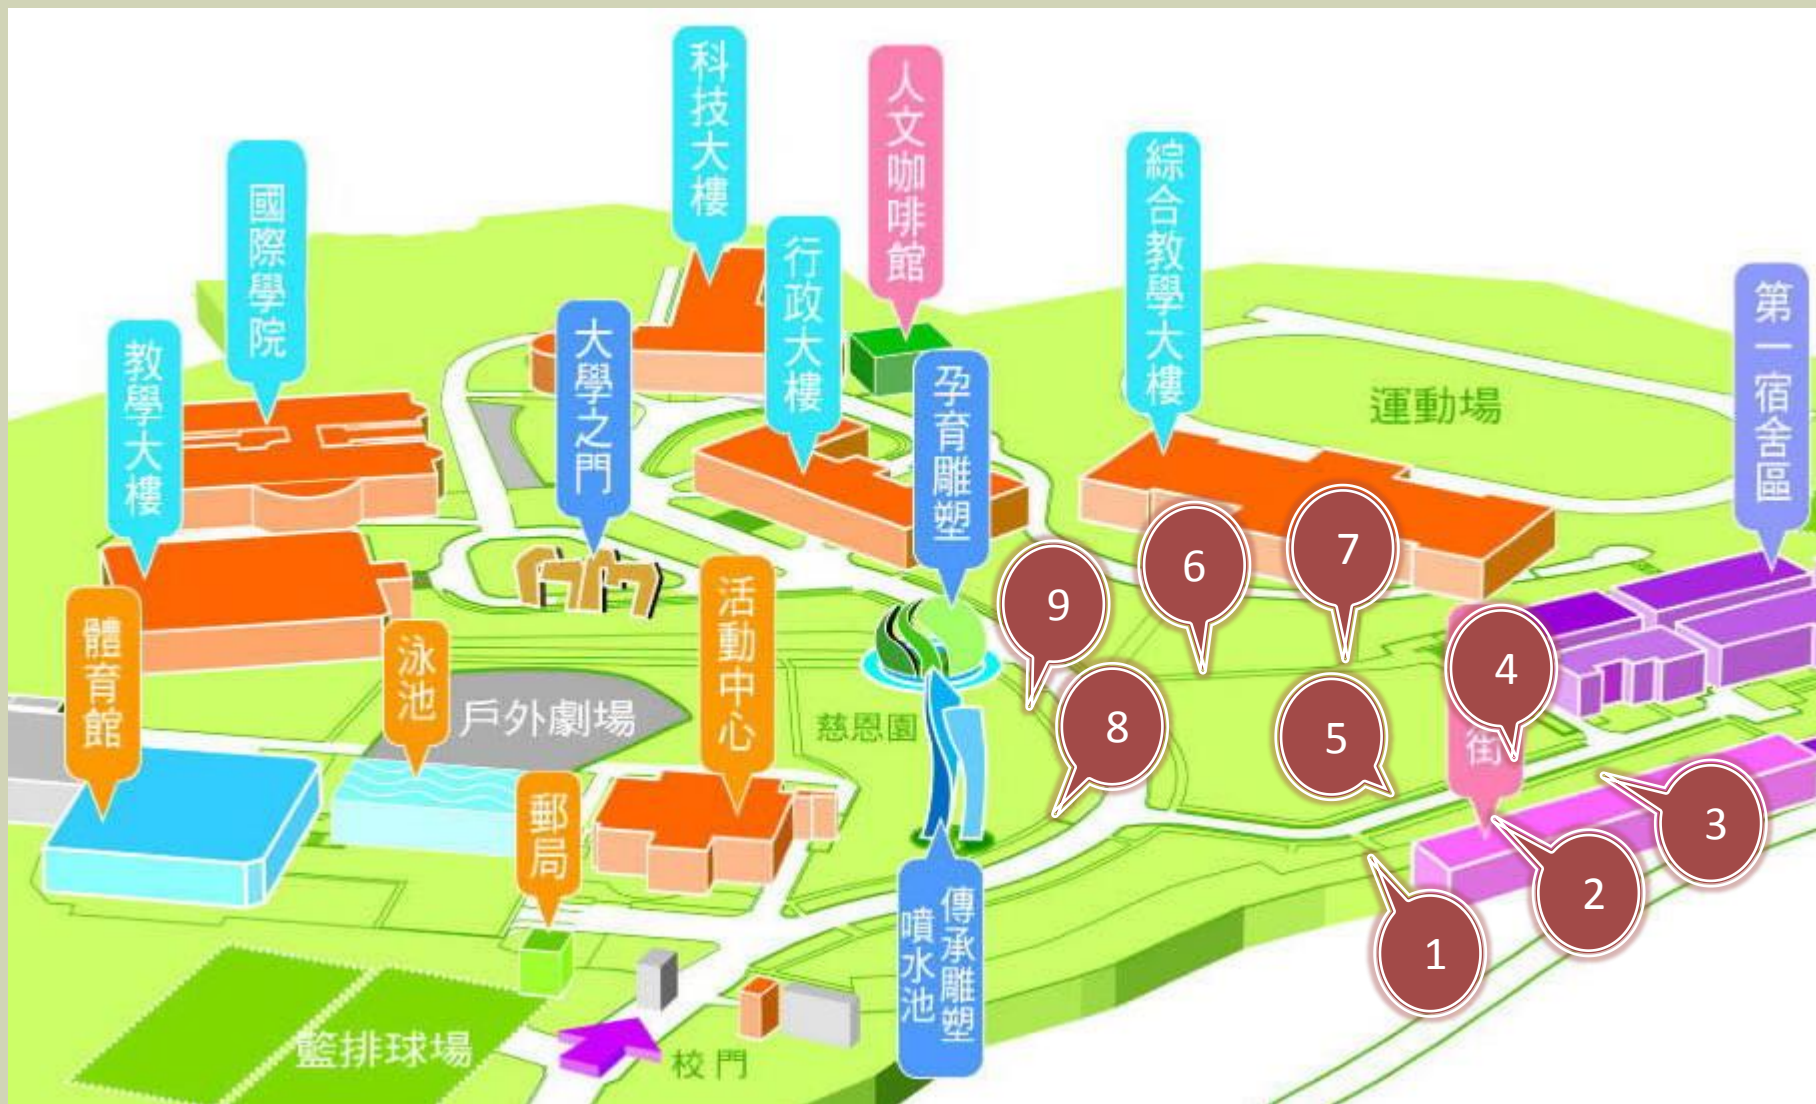 科技大樓
人文咖啡館
綜合教學大樓
國際學院
行政大樓
第一宿舍區
大學之門
教學大樓
孕育雕塑
運動場
7
6
9
活動中心
體育館
泳池
4
戶外劇場
慈恩園
8
5
街
郵局
3
2
傳承雕塑
噴水池
1
籃排球場
校門